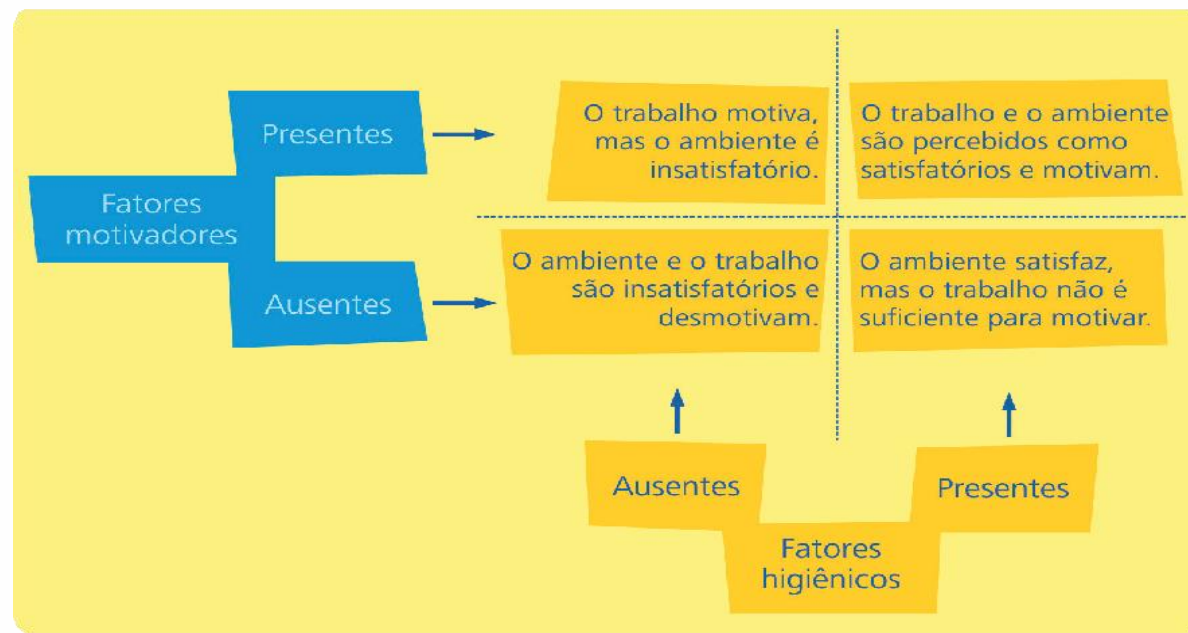 Presentes
Fatores
motivadores
Ausentes
O trabalho motiva,
mas o ambiente é
insatisfatório.
O trabalho e o ambiente
são percebidos como
satisfatórios e motivam.
O ambiente e o trabalho
são insatisfatórios e
desmotivam.
O ambiente satisfaz,
mas o trabalho não é
suficiente para motivar.
Ausentes
Presentes
Fatores
higiênicos